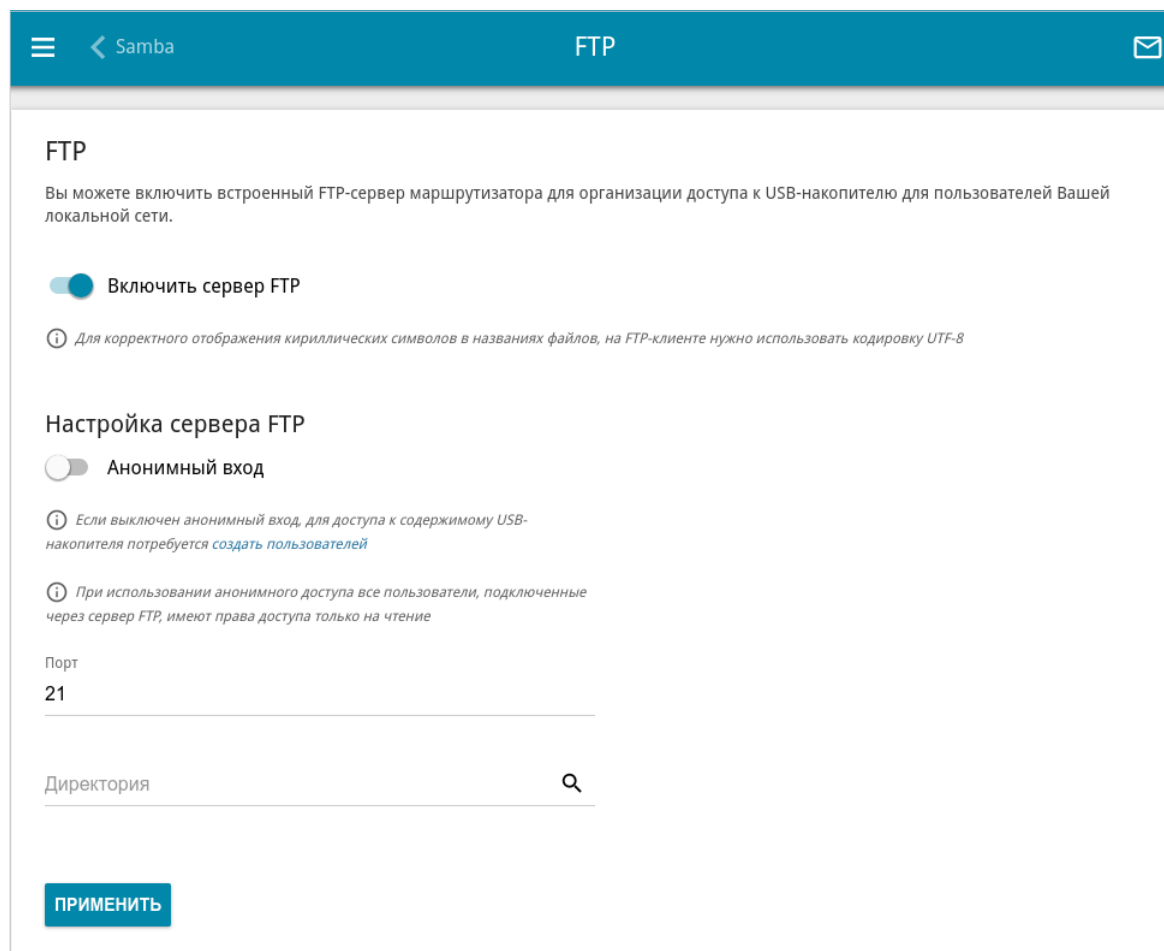 Samba
FTP
FTP
Вы можете включить встроенный FTP-сервер маршрутизатора для организации доступа к USB-накопителю для пользователей Вашей
локальной сети.
Включить сервер FTP
Для корректного отображения кириллических символов в названиях файлов, на FTP-клиенте нужно использовать кодировку UTF-8
Настройка сервера FTP
Анонимный вход
Если выключен анонимный вход, для доступа к содержимому USB-
накопителя потребуется создать пользователей
При использовании анонимного доступа все пользователи, подключенные
через сервер FTP, имеют права доступа только на чтение
Порт
21
Директория
ПРИМЕНИТЬ